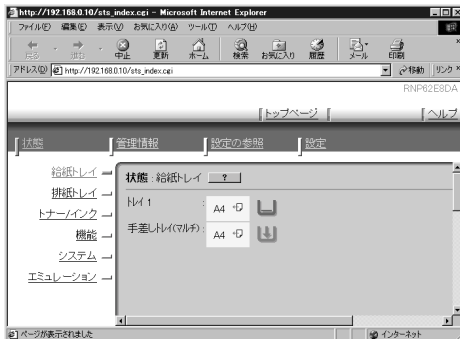 http://192.168.0.10/sts_index.cgi - Microsoft Internet Explorer
ファイル(F) 編集(E) 表示(V) お気に入り(A) ツール(T) ヘルプ(H)
戻る 進む 中止 更新 ホーム 検索 お気に入り 履歴 メール 印刷
アドレス(D) http://192.168.0.10/sts_index.cgi 移動 リンク
RNP62E8DA
トップページ ヘルプ
状態 管理情報 設定の参照 設定
給紙トレイ
排紙トレイ
トナー/インク
機能
システム
エミュレーション
状態 : 給紙トレイ ?
トレイ 1 : A4
手差しトレイ(マルチ) : A4
ページが表示されました インターネット